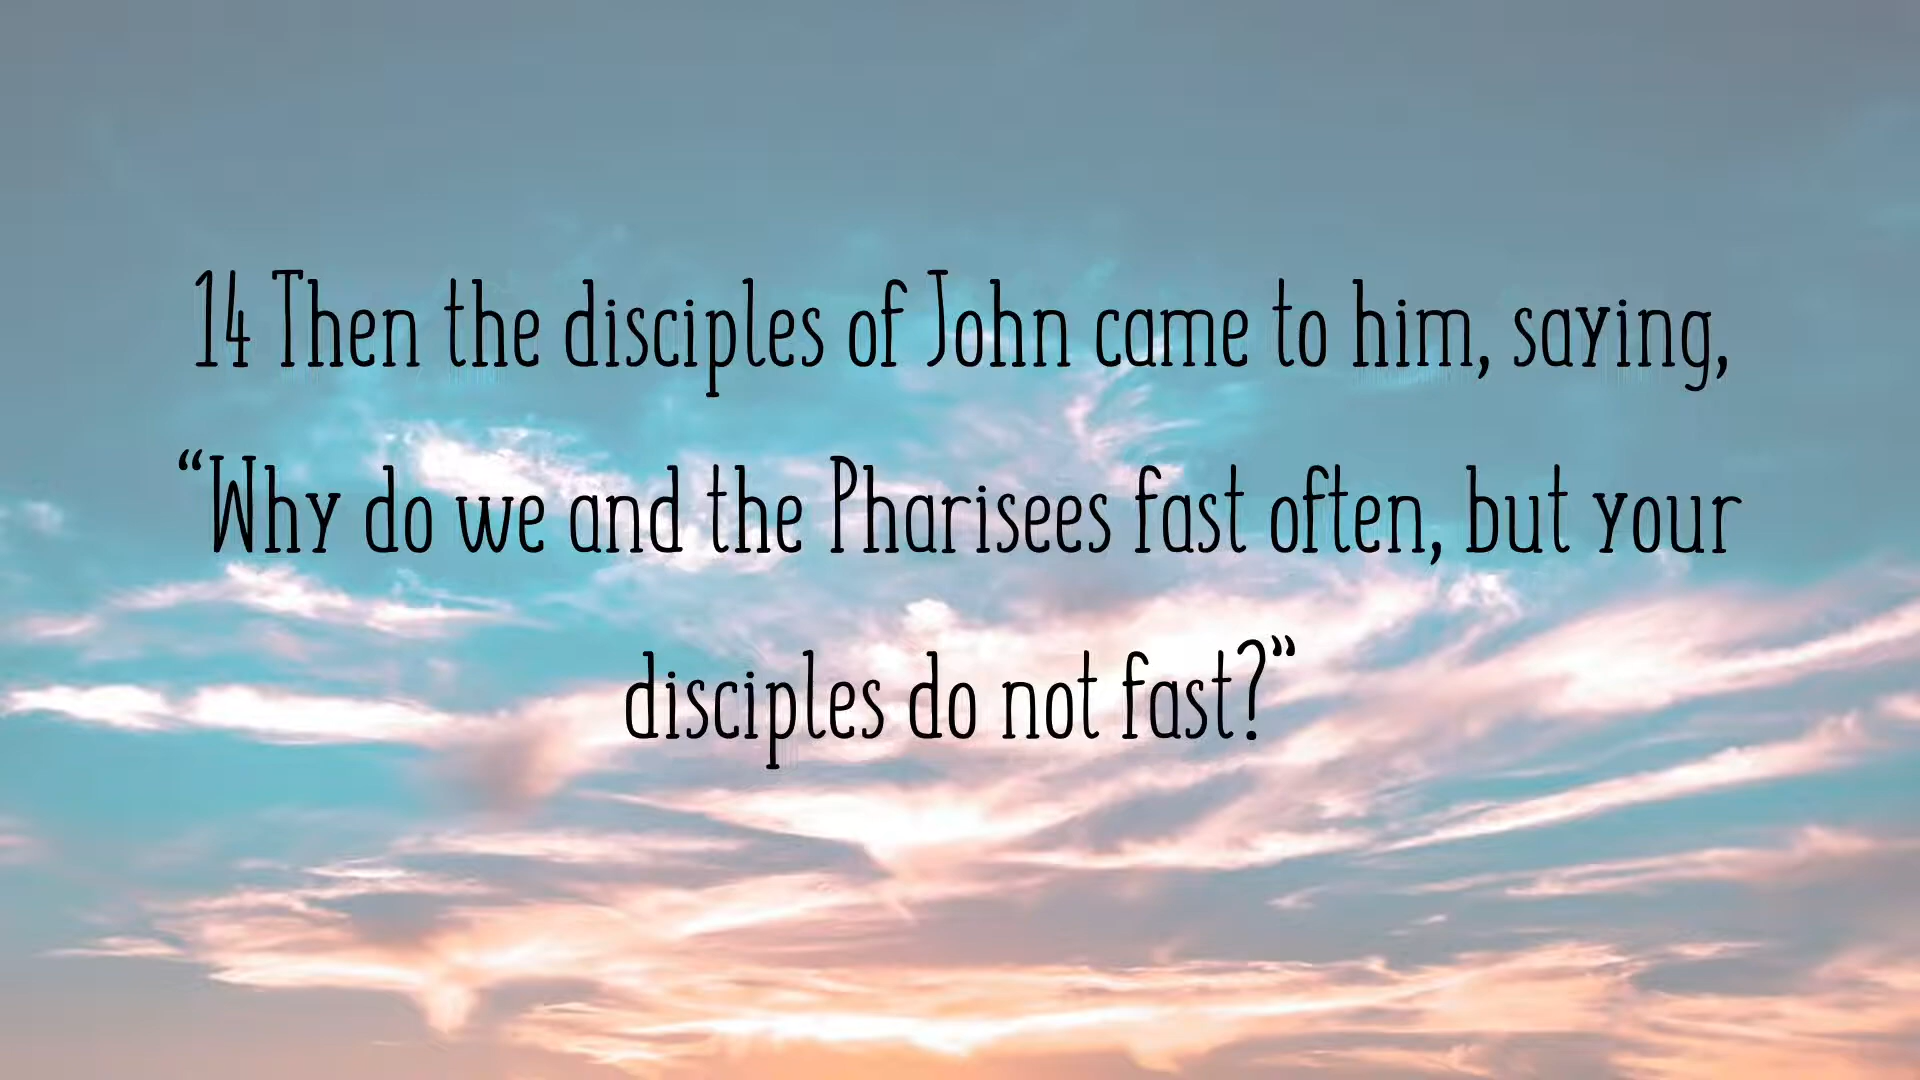 14 Then the disciples of John came to him, saying,
“Why do we and the Pharisees fast often, but your
disciples do not fast?”